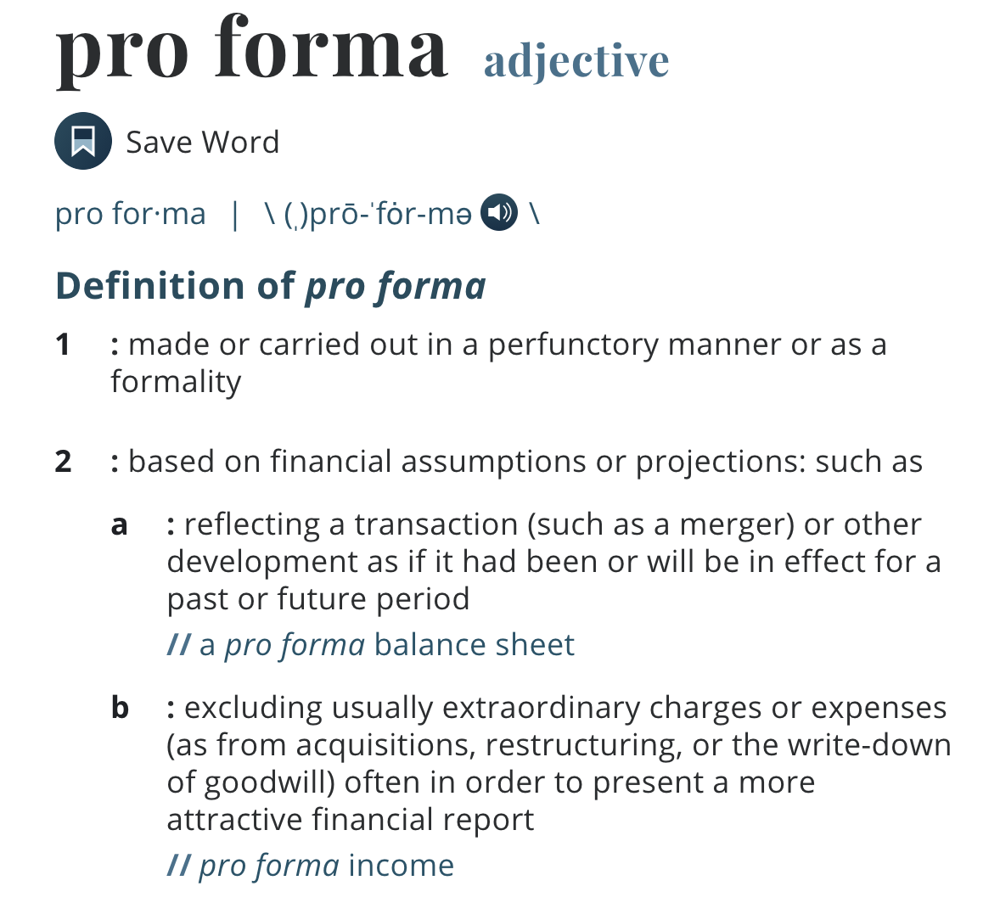 pro forma adjective
Save Word
pro for·ma | \ (ˌ)prō-ˈfȯr-mə \
Definition of pro forma
1 : made or carried out in a perfunctory manner or as a
formality
2 : based on financial assumptions or projections: such as
a : reflecting a transaction (such as a merger) or other
development as if it had been or will be in effect for a
past or future period
// a pro forma balance sheet
b : excluding usually extraordinary charges or expenses
(as from acquisitions, restructuring, or the write-down
of goodwill) often in order to present a more
attractive financial report
// pro forma income